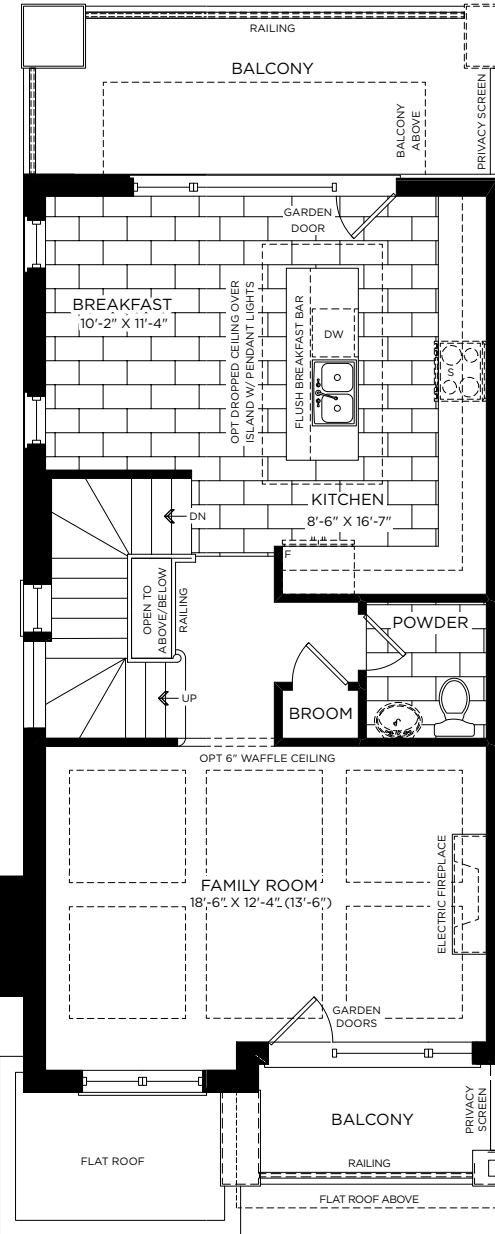 RAILING
BALCONY
BALCONY
ABOVE
PRIVACY SCREEN
GARDEN
DOOR
BREAKFAST
10'-2" X 11'-4"
OPT DROPPED CEILING OVER
ISLAND W/ PENDANT LIGHTS
FLUSH BREAKFAST BAR
DW
S
KITCHEN
8'-6" X 16'-7"
DN
F
OPEN TO
ABOVE/BELOW
RAILING
POWDER
UP
BROOM
OPT 6" WAFFLE CEILING
FAMILY ROOM
18'-6" X 12'-4" (13'-6")
ELECTRIC FIREPLACE
GARDEN
DOORS
BALCONY
PRIVACY
SCREEN
FLAT ROOF
RAILING
FLAT ROOF ABOVE